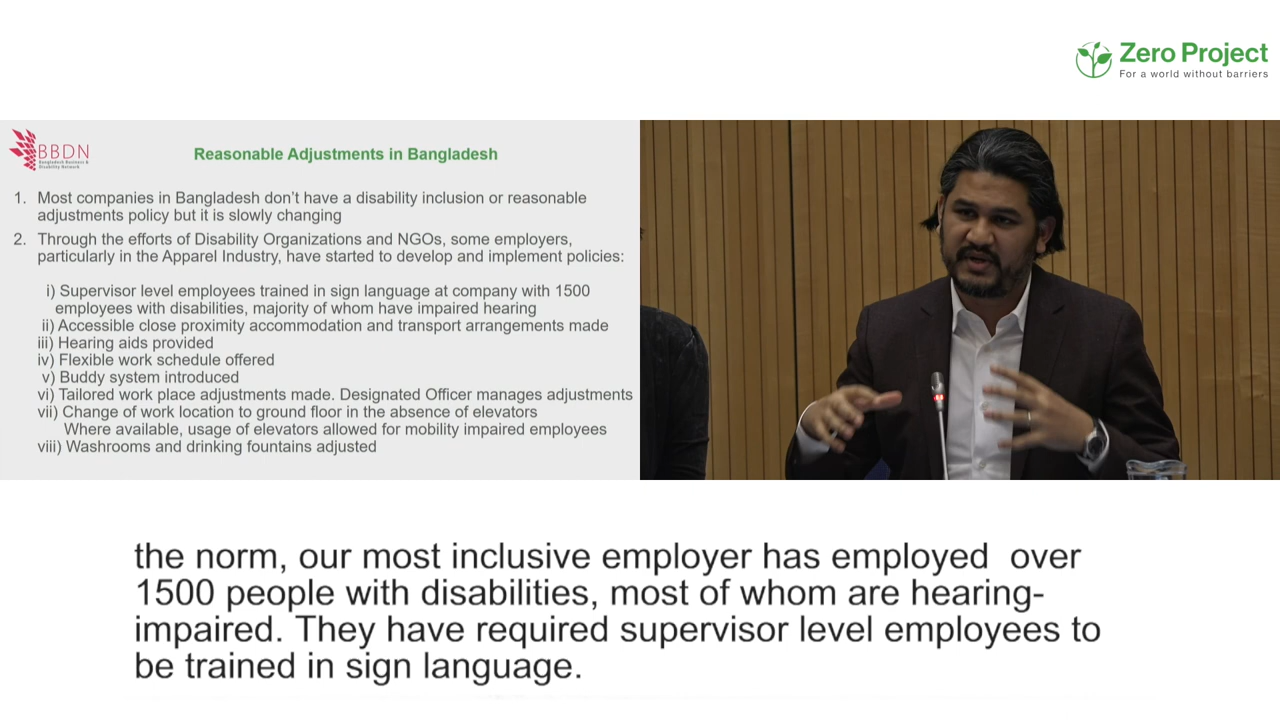 Zero Project
For a world without barriers
BBDN
Bangladesh Business &
Disability Network
Reasonable Adjustments in Bangladesh
1. Most companies in Bangladesh don't have a disability inclusion or reasonable
adjustments policy but it is slowly changing
2. Through the efforts of Disability Organizations and NGOs, some employers,
particularly in the Apparel Industry, have started to develop and implement policies:
i) Supervisor level employees trained in sign language at company with 1500
employees with disabilities, majority of whom have impaired hearing
ii) Accessible close proximity accommodation and transport arrangements made
iii) Hearing aids provided
iv) Flexible work schedule offered
v) Buddy system introduced
vi) Tailored work place adjustments made. Designated Officer manages adjustments
vii) Change of work location to ground floor in the absence of elevators
Where available, usage of elevators allowed for mobility impaired employees
viii) Washrooms and drinking fountains adjusted
the norm, our most inclusive employer has employed  over
1500 people with disabilities, most of whom are hearing-
impaired. They have required supervisor level employees to
be trained in sign language.